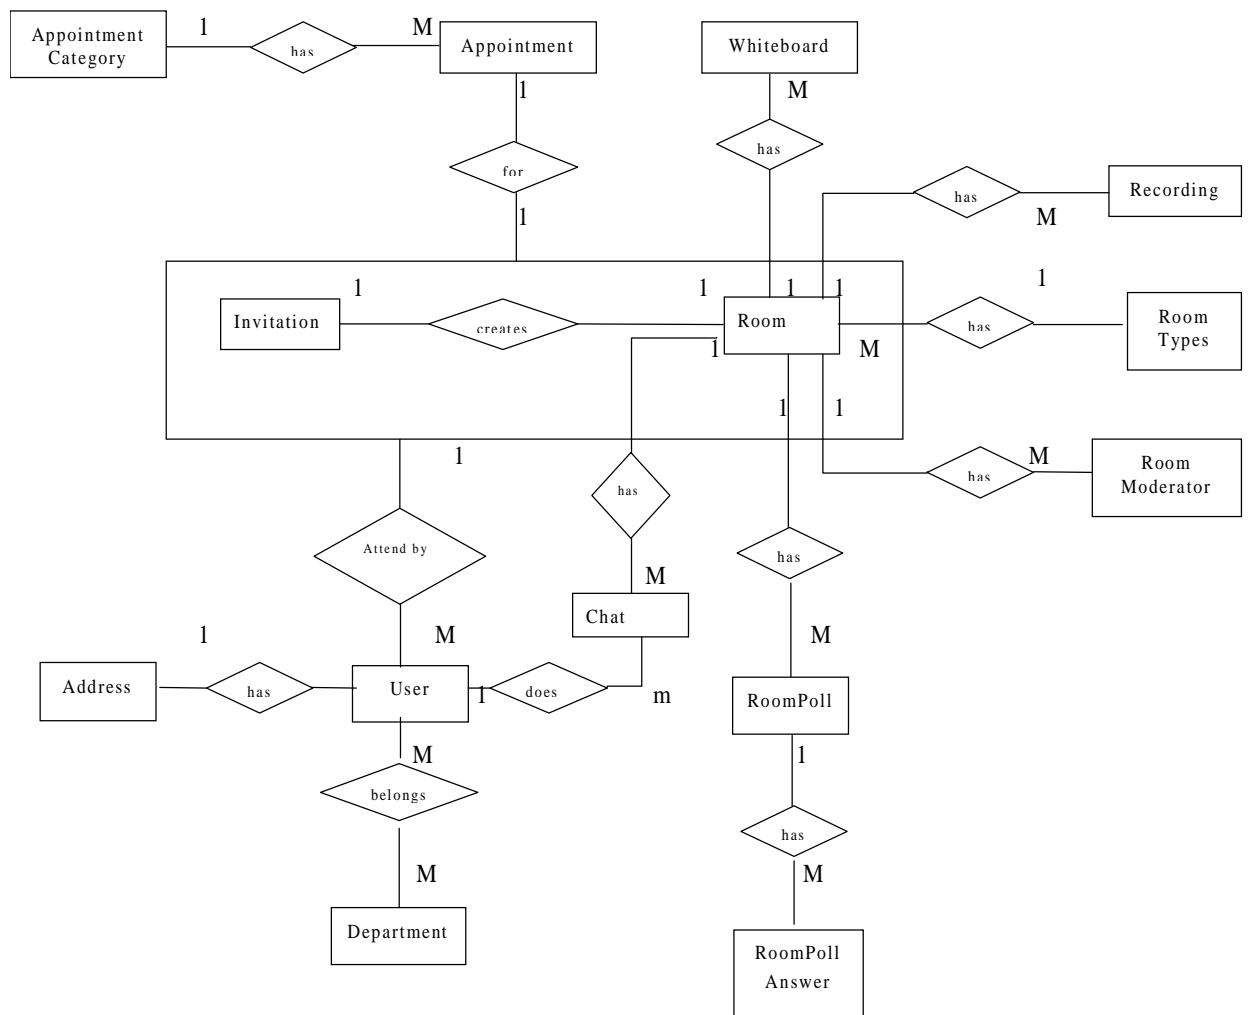 Appointment
Category
1
has
M
Appointment
Whiteboard
1
M
for
has
1
has
M
Recording
Invitation
1
creates
1
1
1
Room
1
M
1
has
Room
Types
1
1
1
has
M
Room
Moderator
has
Attend by
has
M
Chat
M
1
M
Address
has
User
1
does
m
RoomPoll
M
1
belongs
has
M
M
Department
RoomPoll
Answer